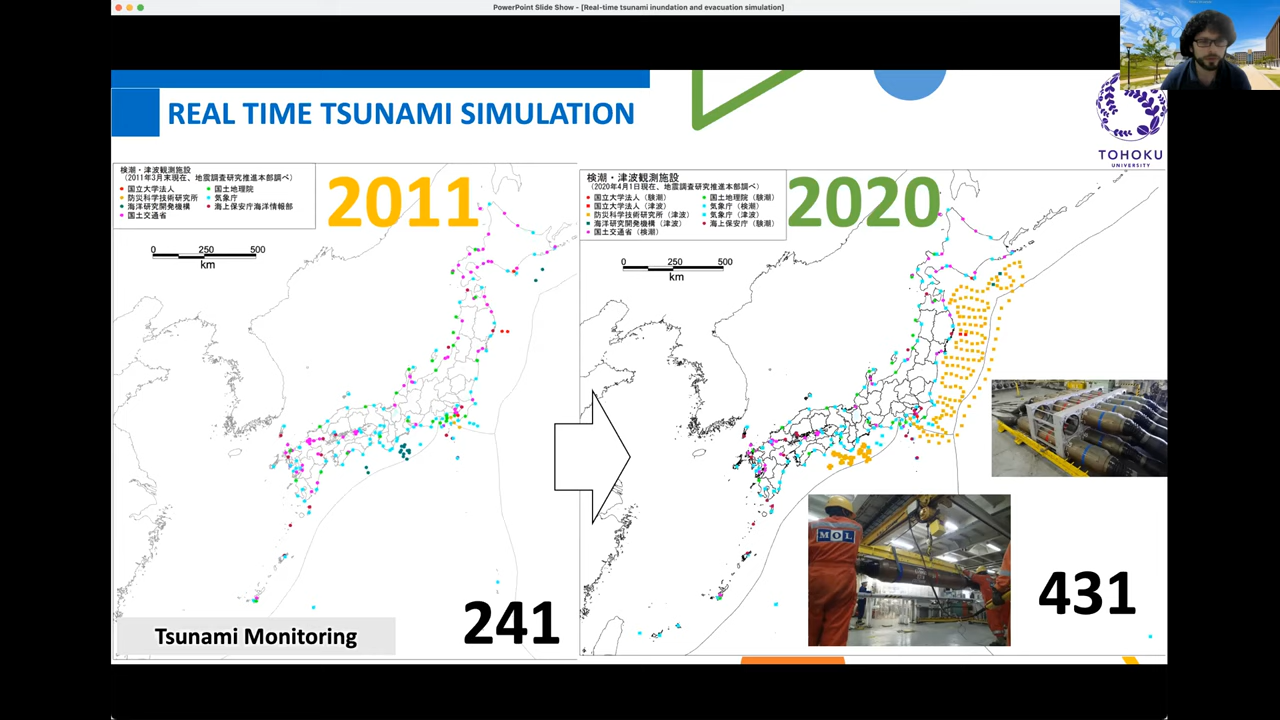 PowerPoint Slide Show - [Real-time tsunami inundation and evacuation simulation]
REAL TIME TSUNAMI SIMULATION
TOHOKU
UNIVERSITY
検潮・津波観測施設
(2011年3月末現在、地震調査研究推進本部調べ)
国立大学法人
国土地理院
防災科学技術研究所
気象庁
海洋研究開発機構
海上保安庁海洋情報部
国土交通省
2011
0 250 500
km
Tsunami Monitoring
241
検潮・津波観測施設
(2020年4月1日現在、地震調査研究推進本部調べ)
国立大学法人(験潮)
国土地理院(験潮)
国立大学法人(津波)
気象庁(検潮)
防災科学技術研究所(津波)
気象庁(津波)
海洋研究開発機構(津波)
海上保安庁(験潮)
国土交通省(検潮)
2020
0 250 500
km
MOL
431